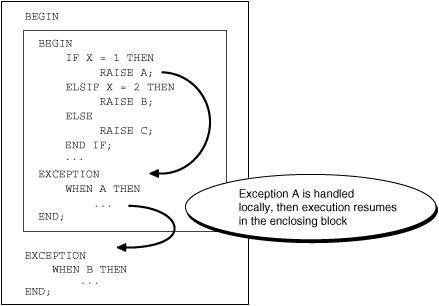 BEGIN
BEGIN
IF X = 1 THEN
RAISE A;
ELSIF X = 2 THEN
RAISE B;
ELSE
RAISE C;
END IF;
...
EXCEPTION
WHEN A THEN
...
END;
Exception A is handled
locally, then execution resumes
in the enclosing block
EXCEPTION
WHEN B THEN
...
END;